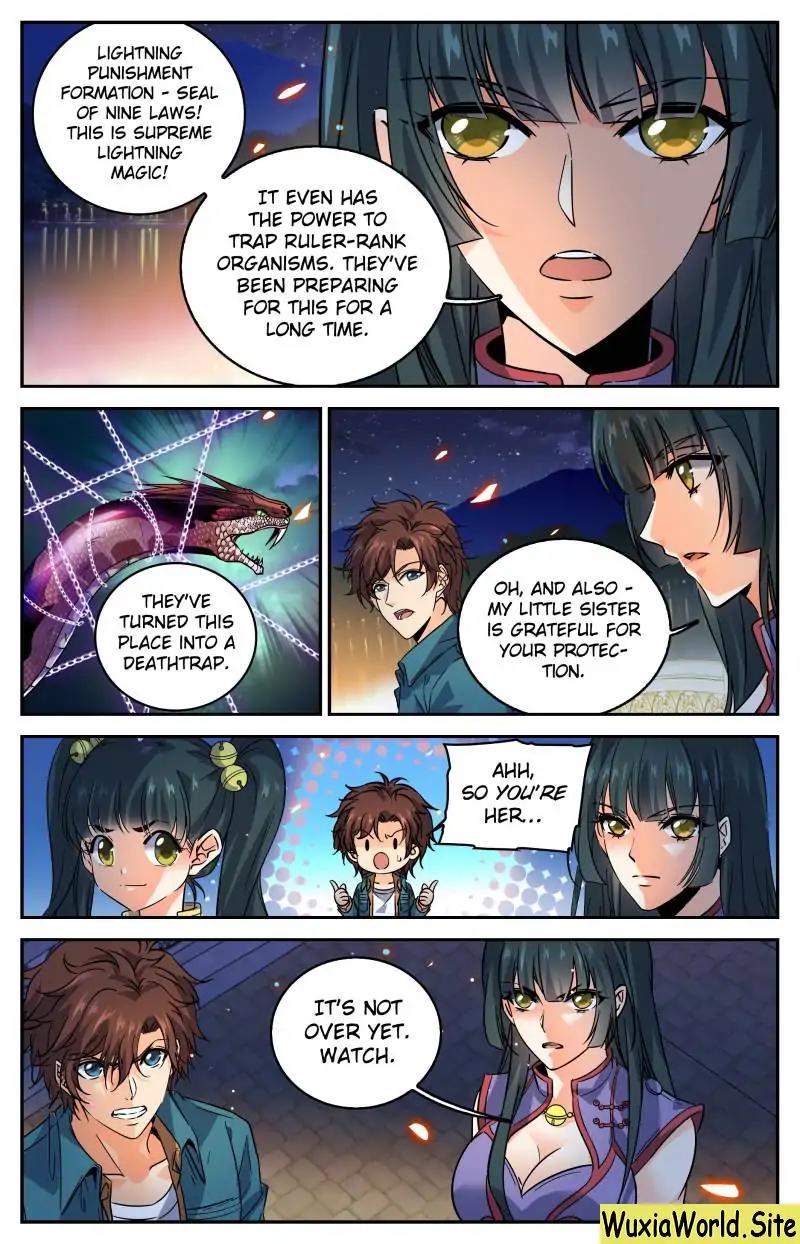 LIGHTNING
PUNISHMENT
FORMATION - SEAL
OF NINE LAWS!
THIS IS SUPREME
LIGHTNING
MAGIC!
IT EVEN HAS
THE POWER TO
TRAP RULER-RANK
ORGANISMS. THEY'VE
BEEN PREPARING
FOR THIS FOR A
LONG TIME.
THEY'VE
TURNED THIS
PLACE INTO A
DEATHTRAP.
OH, AND ALSO -
MY LITTLE SISTER
IS GRATEFUL FOR
YOUR PROTEC-
TION.
AHH,
SO YOU'RE
HER...
IT'S NOT
OVER YET.
WATCH.
WuxiaWorld.Site